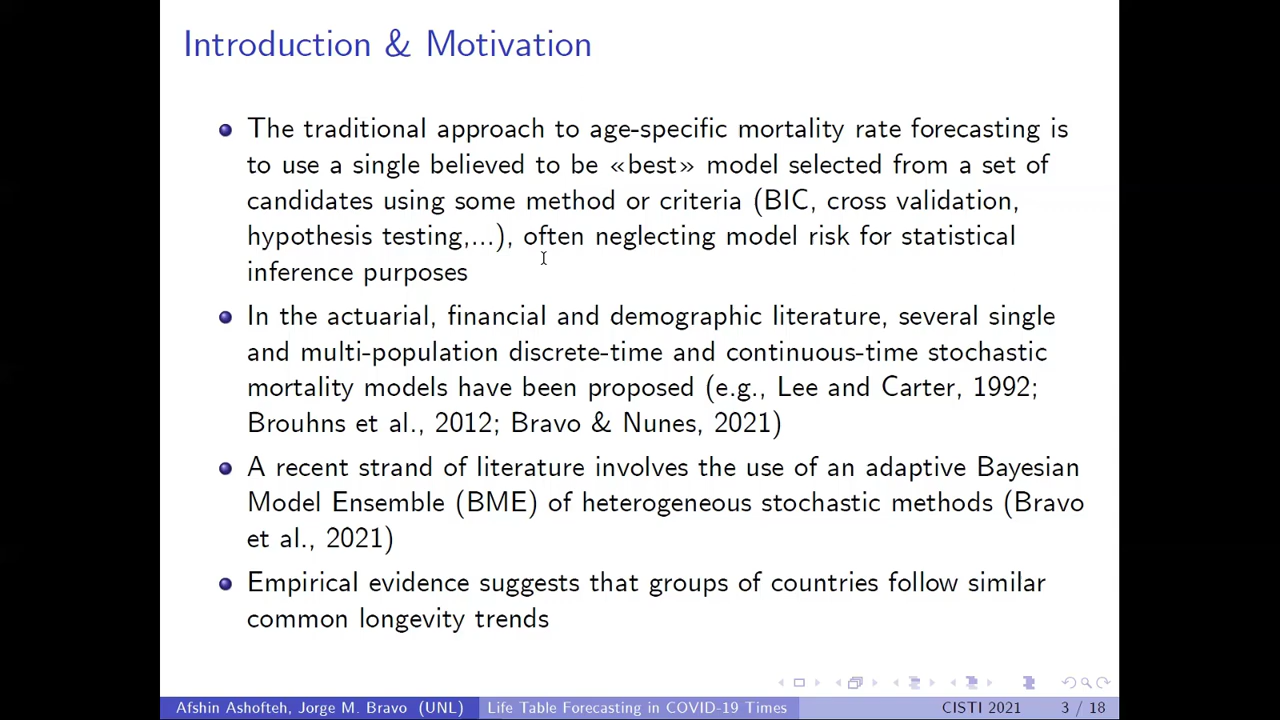 Introduction & Motivation
The traditional approach to age-specific mortality rate forecasting is
to use a single believed to be «best» model selected from a set of
candidates using some method or criteria (BIC, cross validation,
hypothesis testing,...), often neglecting model risk for statistical
inference purposes
In the actuarial, financial and demographic literature, several single
and multi-population discrete-time and continuous-time stochastic
mortality models have been proposed (e.g., Lee and Carter, 1992;
Brouhns et al., 2012; Bravo & Nunes, 2021)
A recent strand of literature involves the use of an adaptive Bayesian
Model Ensemble (BME) of heterogeneous stochastic methods (Bravo
et al., 2021)
Empirical evidence suggests that groups of countries follow similar
common longevity trends
Afshin Ashofteh, Jorge M. Bravo (UNL) Life Table Forecasting in COVID-19 Times CISTI 2021 3 / 18